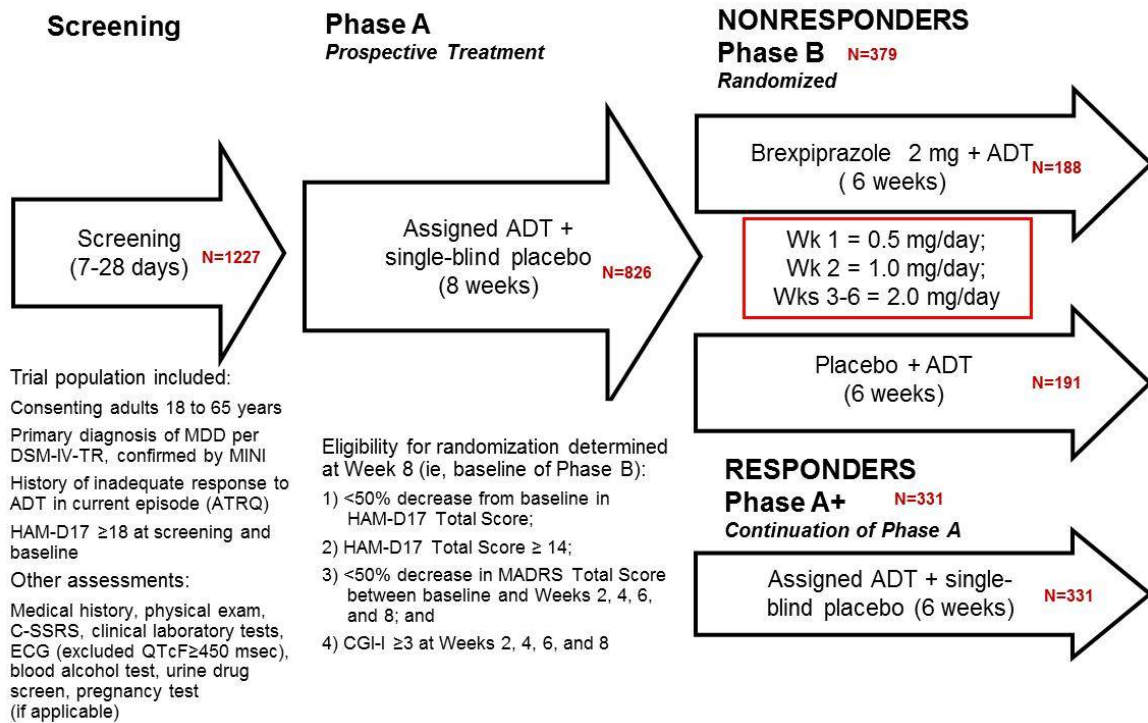 Screening
Screening
(7-28 days)
N=1227
Trial population included:
Consenting adults 18 to 65 years
Primary diagnosis of MDD per
DSM-IV-TR, confirmed by MINI
History of inadequate response to
ADT in current episode (ATRQ)
HAM-D17 ≥18 at screening and
baseline
Other assessments:
Medical history, physical exam,
C-SSRS, clinical laboratory tests,
ECG (excluded QTcF≥450 msec),
blood alcohol test, urine drug
screen, pregnancy test
(if applicable)
Phase A
Prospective Treatment
Assigned ADT +
single-blind placebo
(8 weeks)
N=826
Eligibility for randomization determined
at Week 8 (ie, baseline of Phase B):
1) <50% decrease from baseline in
HAM-D17 Total Score;
2) HAM-D17 Total Score ≥ 14;
3) <50% decrease in MADRS Total Score
between baseline and Weeks 2, 4, 6,
and 8; and
4) CGI-I ≥3 at Weeks 2, 4, 6, and 8
NONRESPONDERS
Phase B N=379
Randomized
Brexpiprazole 2 mg + ADT
( 6 weeks)
N=188
Wk 1 = 0.5 mg/day;
Wk 2 = 1.0 mg/day;
Wks 3-6 = 2.0 mg/day
Placebo + ADT
(6 weeks)
N=191
RESPONDERS
Phase A+ N=331
Continuation of Phase A
Assigned ADT + single-
blind placebo (6 weeks)
N=331